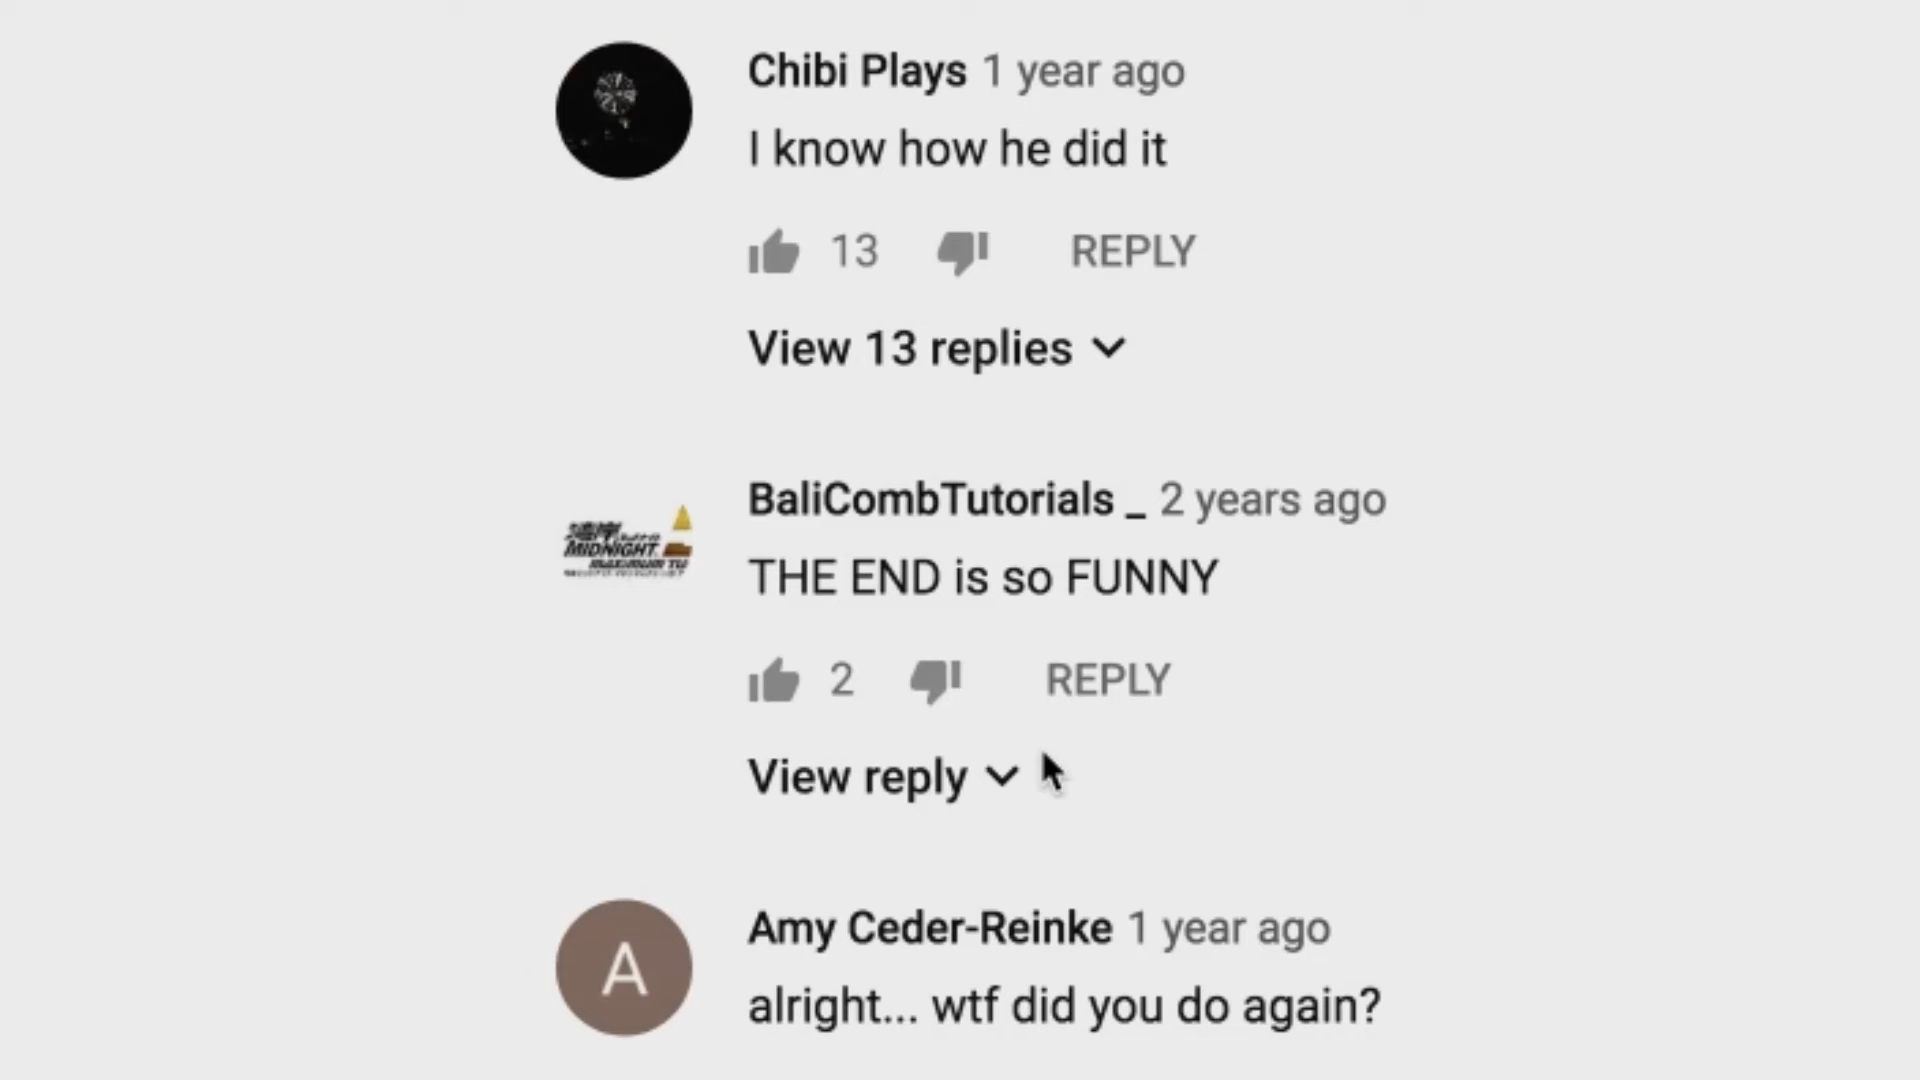 Chibi Plays 1 year ago
I know how he did it
13 REPLY
View 13 replies
BaliCombTutorials _ 2 years ago
MIDNIGHT
THE END is so FUNNY
2 REPLY
View reply
A
Amy Ceder-Reinke 1 year ago
alright... wtf did you do again?